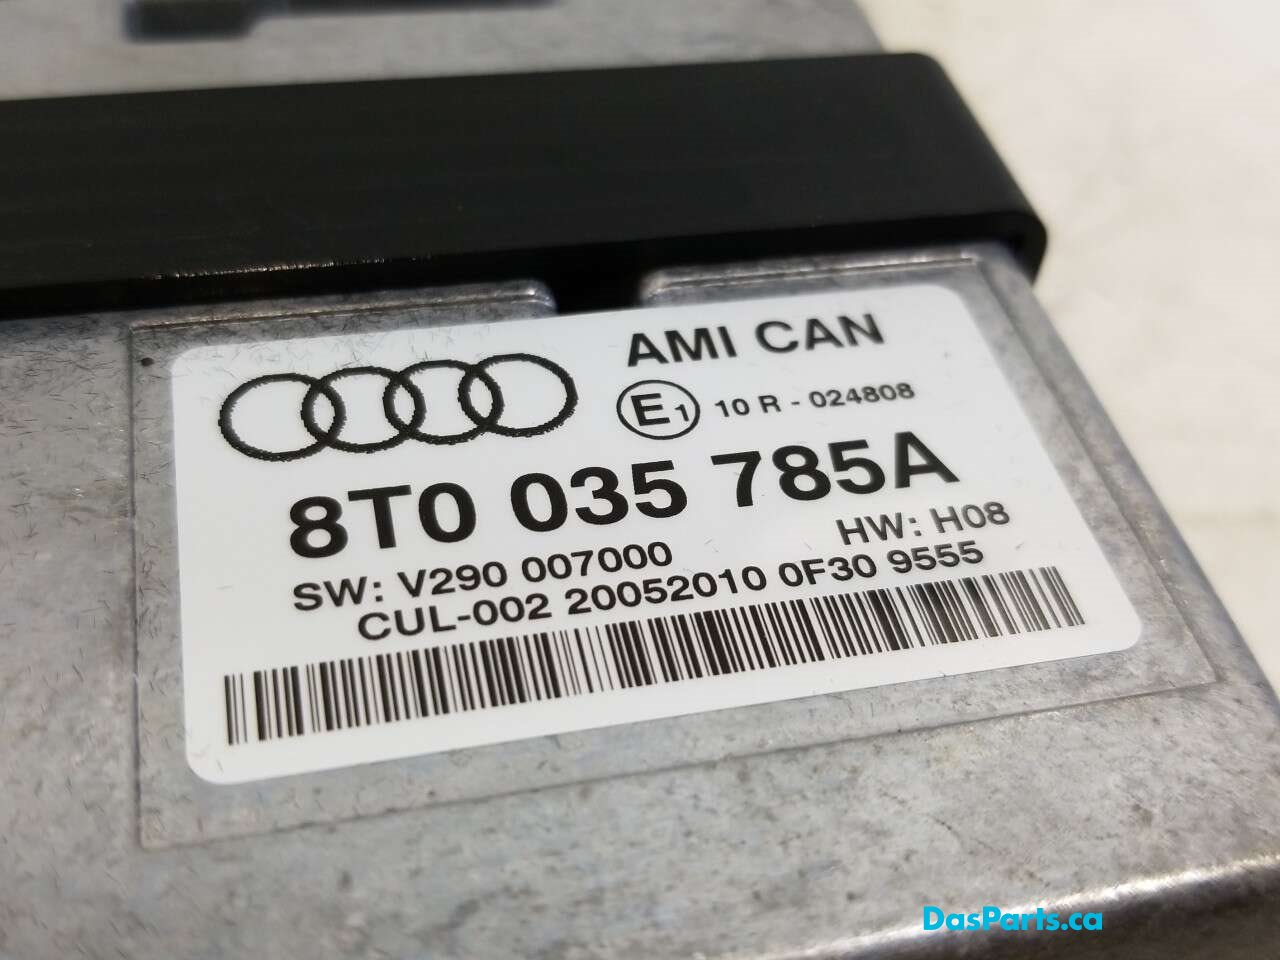 AMI CAN
E1 10 R - 024808
8T0 035 785A
HW: H08
SW: V290 007000
CUL-002 20052010 0F30 9555
DasParts.ca